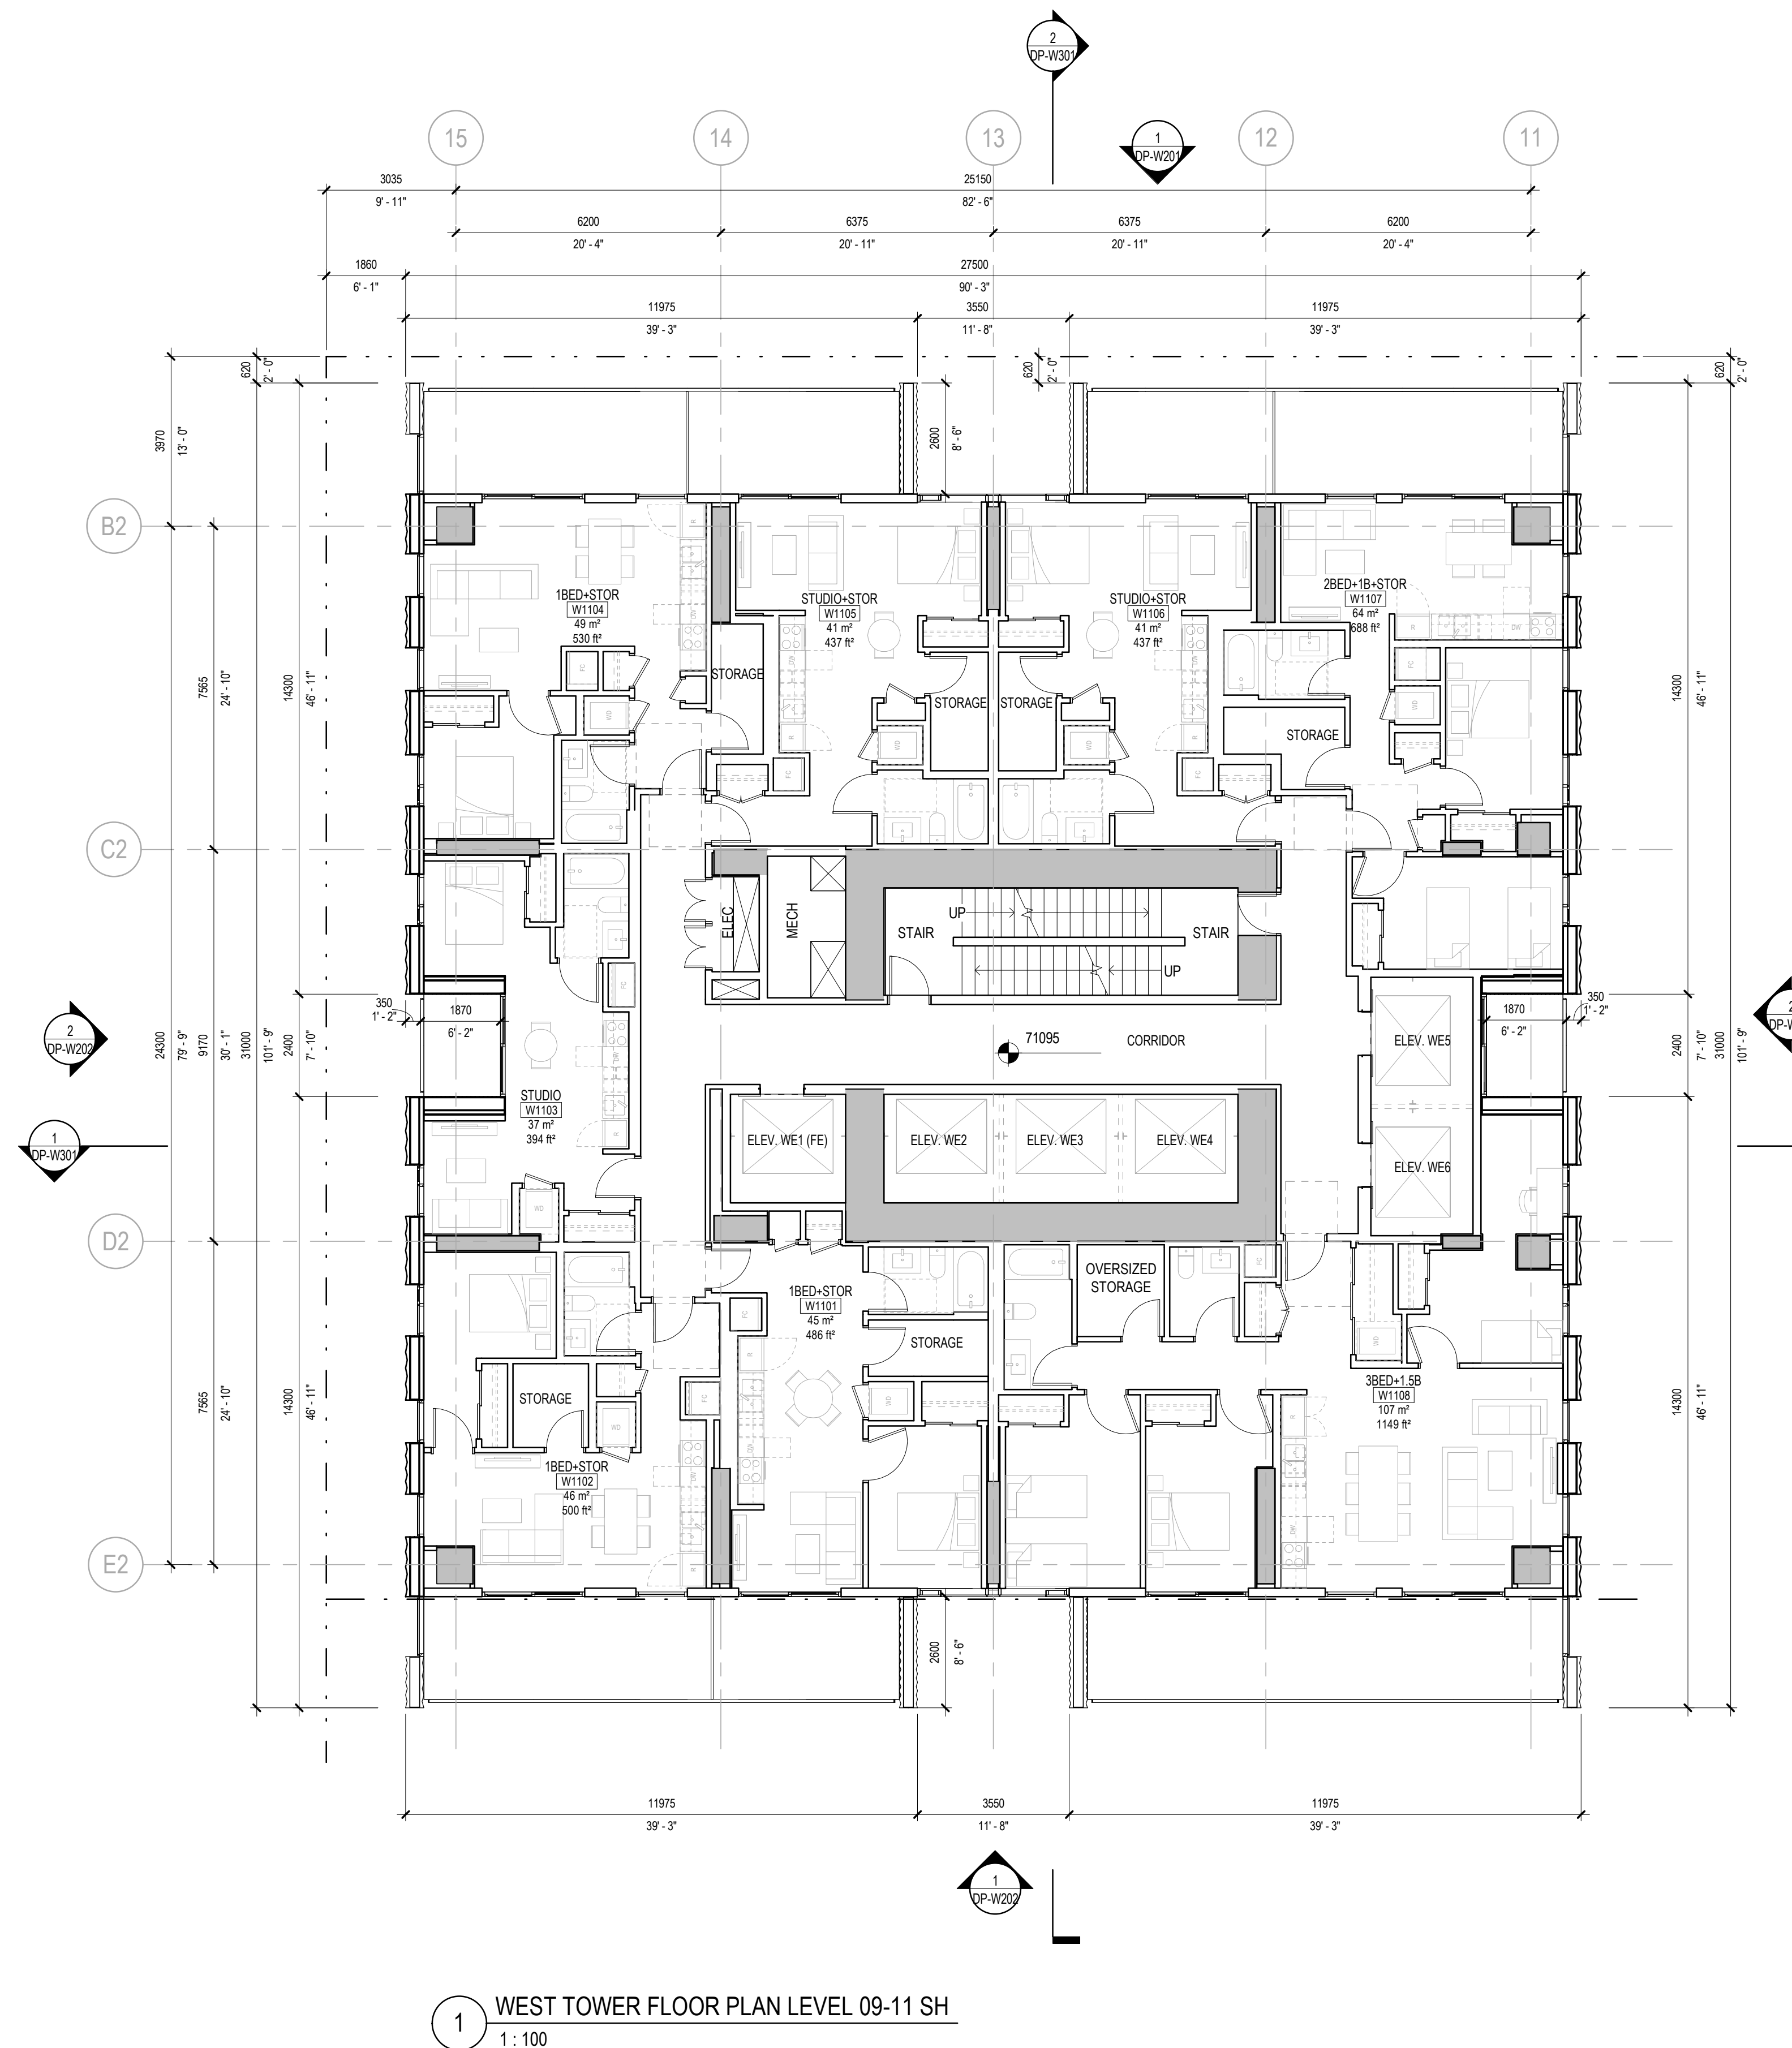 2
DP-W301
15
14
13
12
11
1
DP-W201
3035
9' - 11"
25150
82' - 6"
6200
20' - 4"
6375
20' - 11"
6375
20' - 11"
6200
20' - 4"
1860
6' - 1"
27500
90' - 3"
11975
39' - 3"
3550
11' - 8"
11975
39' - 3"
620
2' - 0"
620
2' - 0"
620
2' - 0"
3970
13' - 0"
2600
8' - 6"
B2
C2
D2
E2
7565
24' - 10"
14300
46' - 11"
14300
46' - 11"
1BED+STOR
W1104
49 m²
530 ft²
STUDIO+STOR
W1105
41 m²
437 ft²
STUDIO+STOR
W1106
41 m²
437 ft²
2BED+1B+STOR
W1107
64 m²
688 ft²
STORAGE
STORAGE
STORAGE
STORAGE
R
DW
FC
WD
ELEC
MECH
UP
STAIR
STAIR
UP
350
1' - 2"
1870
6' - 2"
350
1' - 2"
1870
6' - 2"
71095
CORRIDOR
ELEV. WE5
2
DP-W202
2
24300
79' - 9"
9170
30' - 1"
31000
101' - 9"
2400
7' - 10"
2400
7' - 10"
31000
101' - 9"
STUDIO
W1103
37 m²
394 ft²
1
DP-W301
ELEV. WE1 (FE)
ELEV. WE2
ELEV. WE3
ELEV. WE4
ELEV. WE6
OVERSIZED
STORAGE
1BED+STOR
W1101
45 m²
486 ft²
STORAGE
STORAGE
3BED+1.5B
W1108
107 m²
1149 ft²
1BED+STOR
W1102
46 m²
500 ft²
7565
24' - 10"
14300
46' - 11"
14300
46' - 11"
2600
8' - 6"
11975
39' - 3"
3550
11' - 8"
11975
39' - 3"
1
DP-W202
1
WEST TOWER FLOOR PLAN LEVEL 09-11 SH
1 : 100